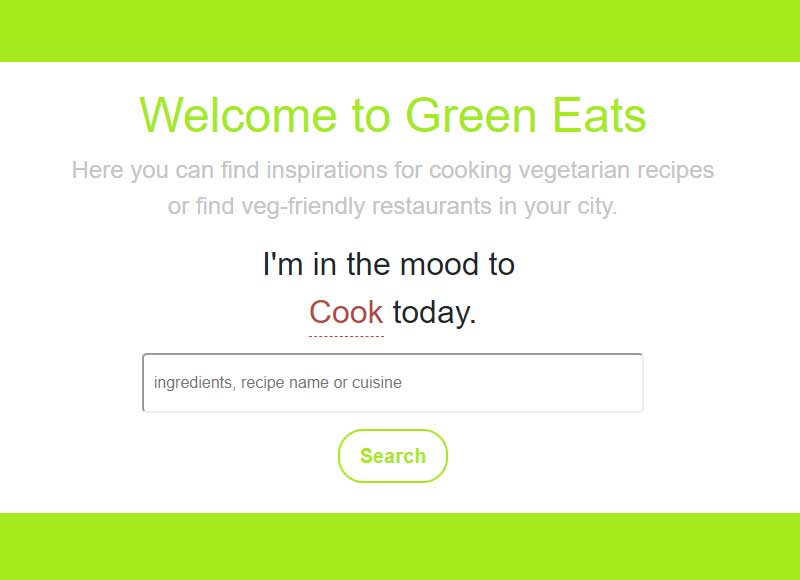 Welcome to Green Eats
Here you can find inspirations for cooking vegetarian recipes
or find veg-friendly restaurants in your city.
I'm in the mood to
Cook today.
ingredients, recipe name or cuisine
Search